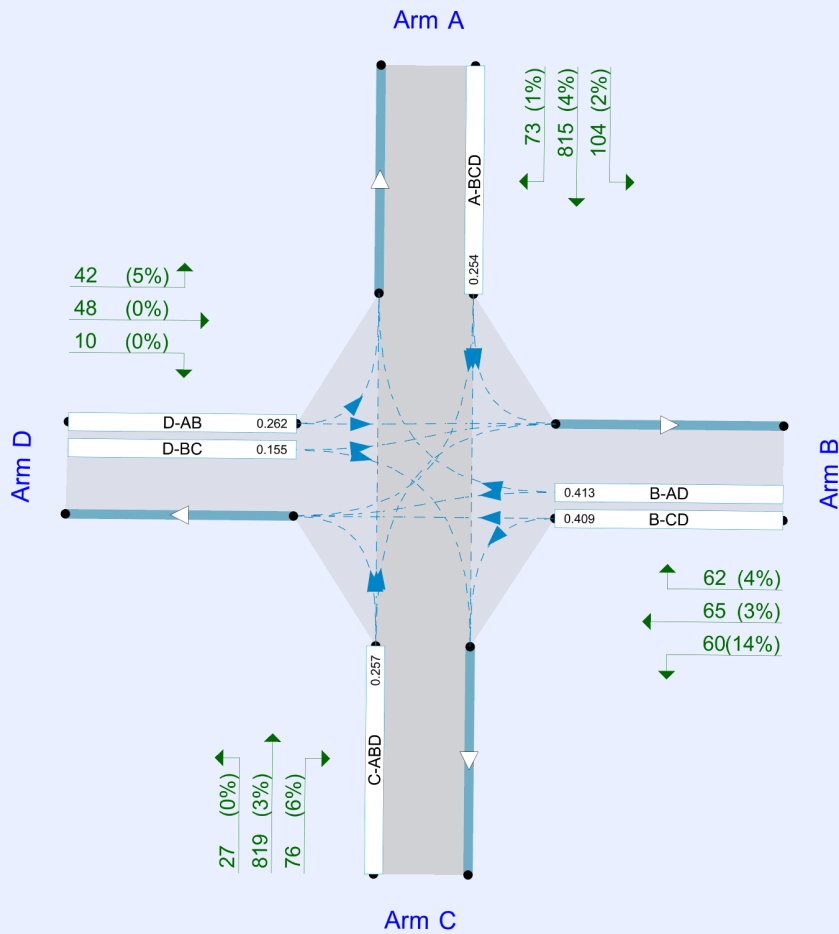 Arm A
73 (1%)
815 (4%)
104 (2%)
A-BCD
0.254
42 (5%)
48 (0%)
10 (0%)
D-AB 0.262
D-BC 0.155
Arm D
Arm B
0.413 B-AD
0.409 B-CD
62 (4%)
65 (3%)
60(14%)
0.257
C-ABD
27 (0%)
819 (3%)
76 (6%)
Arm C